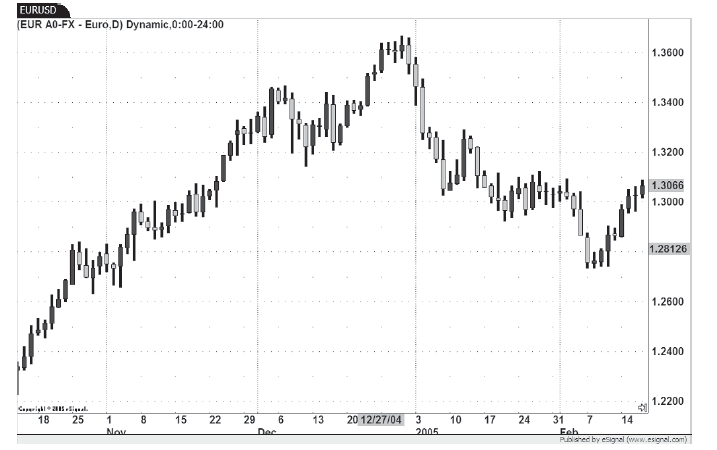 EURUSD
(EUR A0-FX - Euro,D) Dynamic,0:00-24:00
1.3600
1.3400
1.3200
1.3066
1.3000
1.28126
1.2600
1.2400
1.2200
Copyright © 2005 eSignal.
18 25 1 8 15 22 29 6 13 20 12/27/04 3 10 17 24 31 7 14
Nov Dec 2005 Feb
Published by eSignal (www.esignal.com)